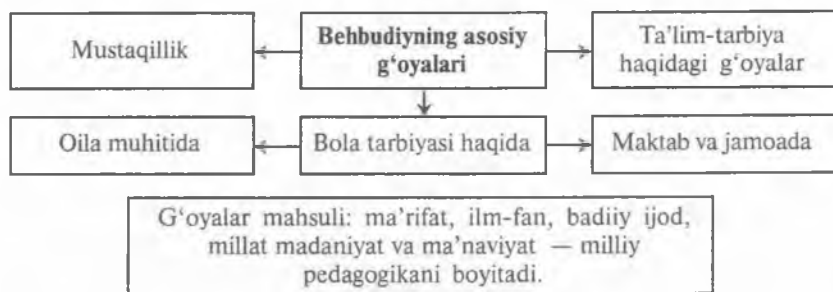 Mustaqillik
Behbudiyning asosiy
g‘oyalari
Ta'lim-tarbiya
haqidagi g‘oyalar
Oila muhitida
Bola tarbiyasi haqida
Maktab va jamoada
G‘oyalar mahsuli: ma'rifat, ilm-fan, badiiy ijod,
millat madaniyat va ma'naviyat — milliy
pedagogikani boyitadi.